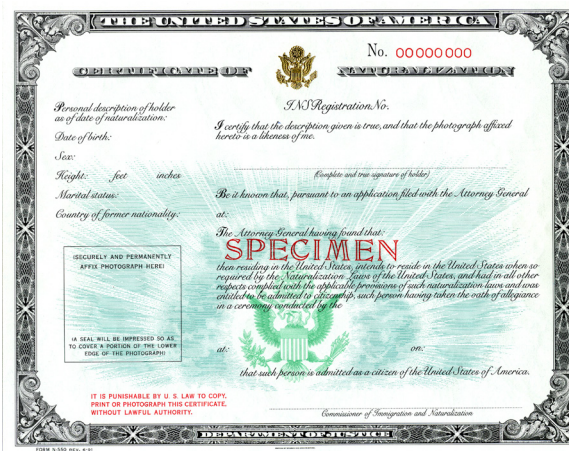 THE UNITED STATES OF AMERICA
No. 00000000
CERTIFICATE OF NATURALIZATION
Personal description of holder
as of date of naturalization:
Date of birth:
Sex:
Height: feet inches
Marital status:
Country of former nationality:
INS Registration No.
I certify that the description given is true, and that the photograph affixed
hereto is a likeness of me.
(Complete and true signature of holder)
Be it known that, pursuant to an application filed with the Attorney General
at:
The Attorney General having found that:
SPECIMEN
then residing in the United States, intends to reside in the United States when so
required by the Naturalization Laws of the United States, and had in all other
respects complied with the applicable provisions of such naturalization laws and was
entitled to be admitted to citizenship, such person having taken the oath of allegiance
in a ceremony conducted by the
(SECURELY AND PERMANENTLY
AFFIX PHOTOGRAPH HERE)
(A SEAL WILL BE IMPRESSED SO AS
TO COVER A PORTION OF THE LOWER
EDGE OF THE PHOTOGRAPH)
at: on:
that such person is admitted as a citizen of the United States of America.
IT IS PUNISHABLE BY U. S. LAW TO COPY,
PRINT OR PHOTOGRAPH THIS CERTIFICATE,
WITHOUT LAWFUL AUTHORITY.
Commissioner of Immigration and Naturalization
DEPARTMENT OF JUSTICE
FORM N-550 REV. 6-91